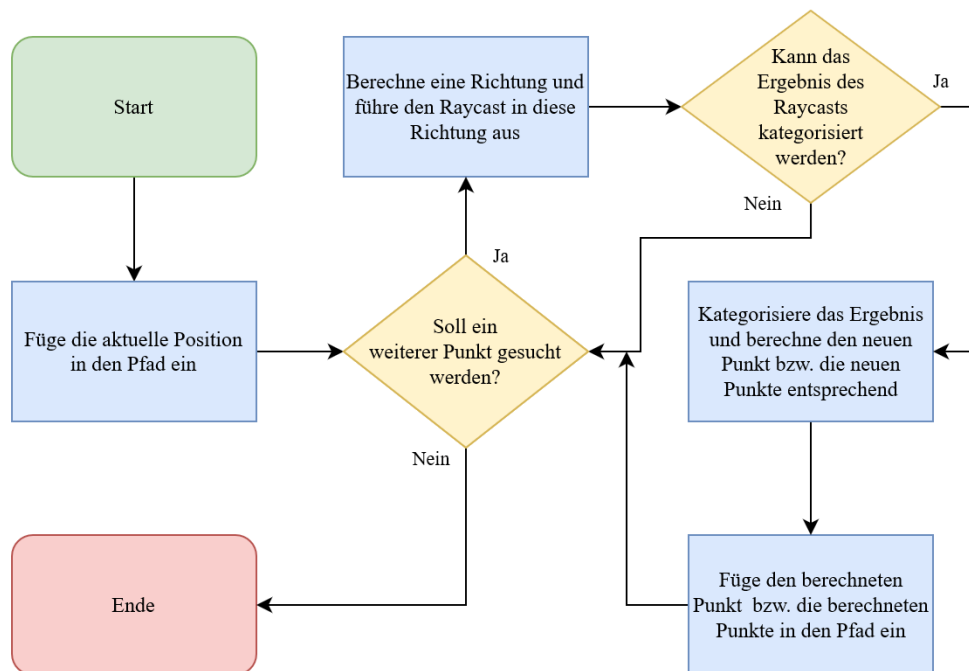 Start
Berechne eine Richtung und
führe den Raycast in diese
Richtung aus
Kann das
Ergebnis des
Raycasts
kategorisiert
werden?
Ja
Nein
Ja
Füge die aktuelle Position
in den Pfad ein
Soll ein
weiterer Punkt gesucht
werden?
Kategorisiere das Ergebnis
und berechne den neuen
Punkt bzw. die neuen
Punkte entsprechend
Nein
Ende
Füge den berechneten
Punkt bzw. die berechneten
Punkte in den Pfad ein